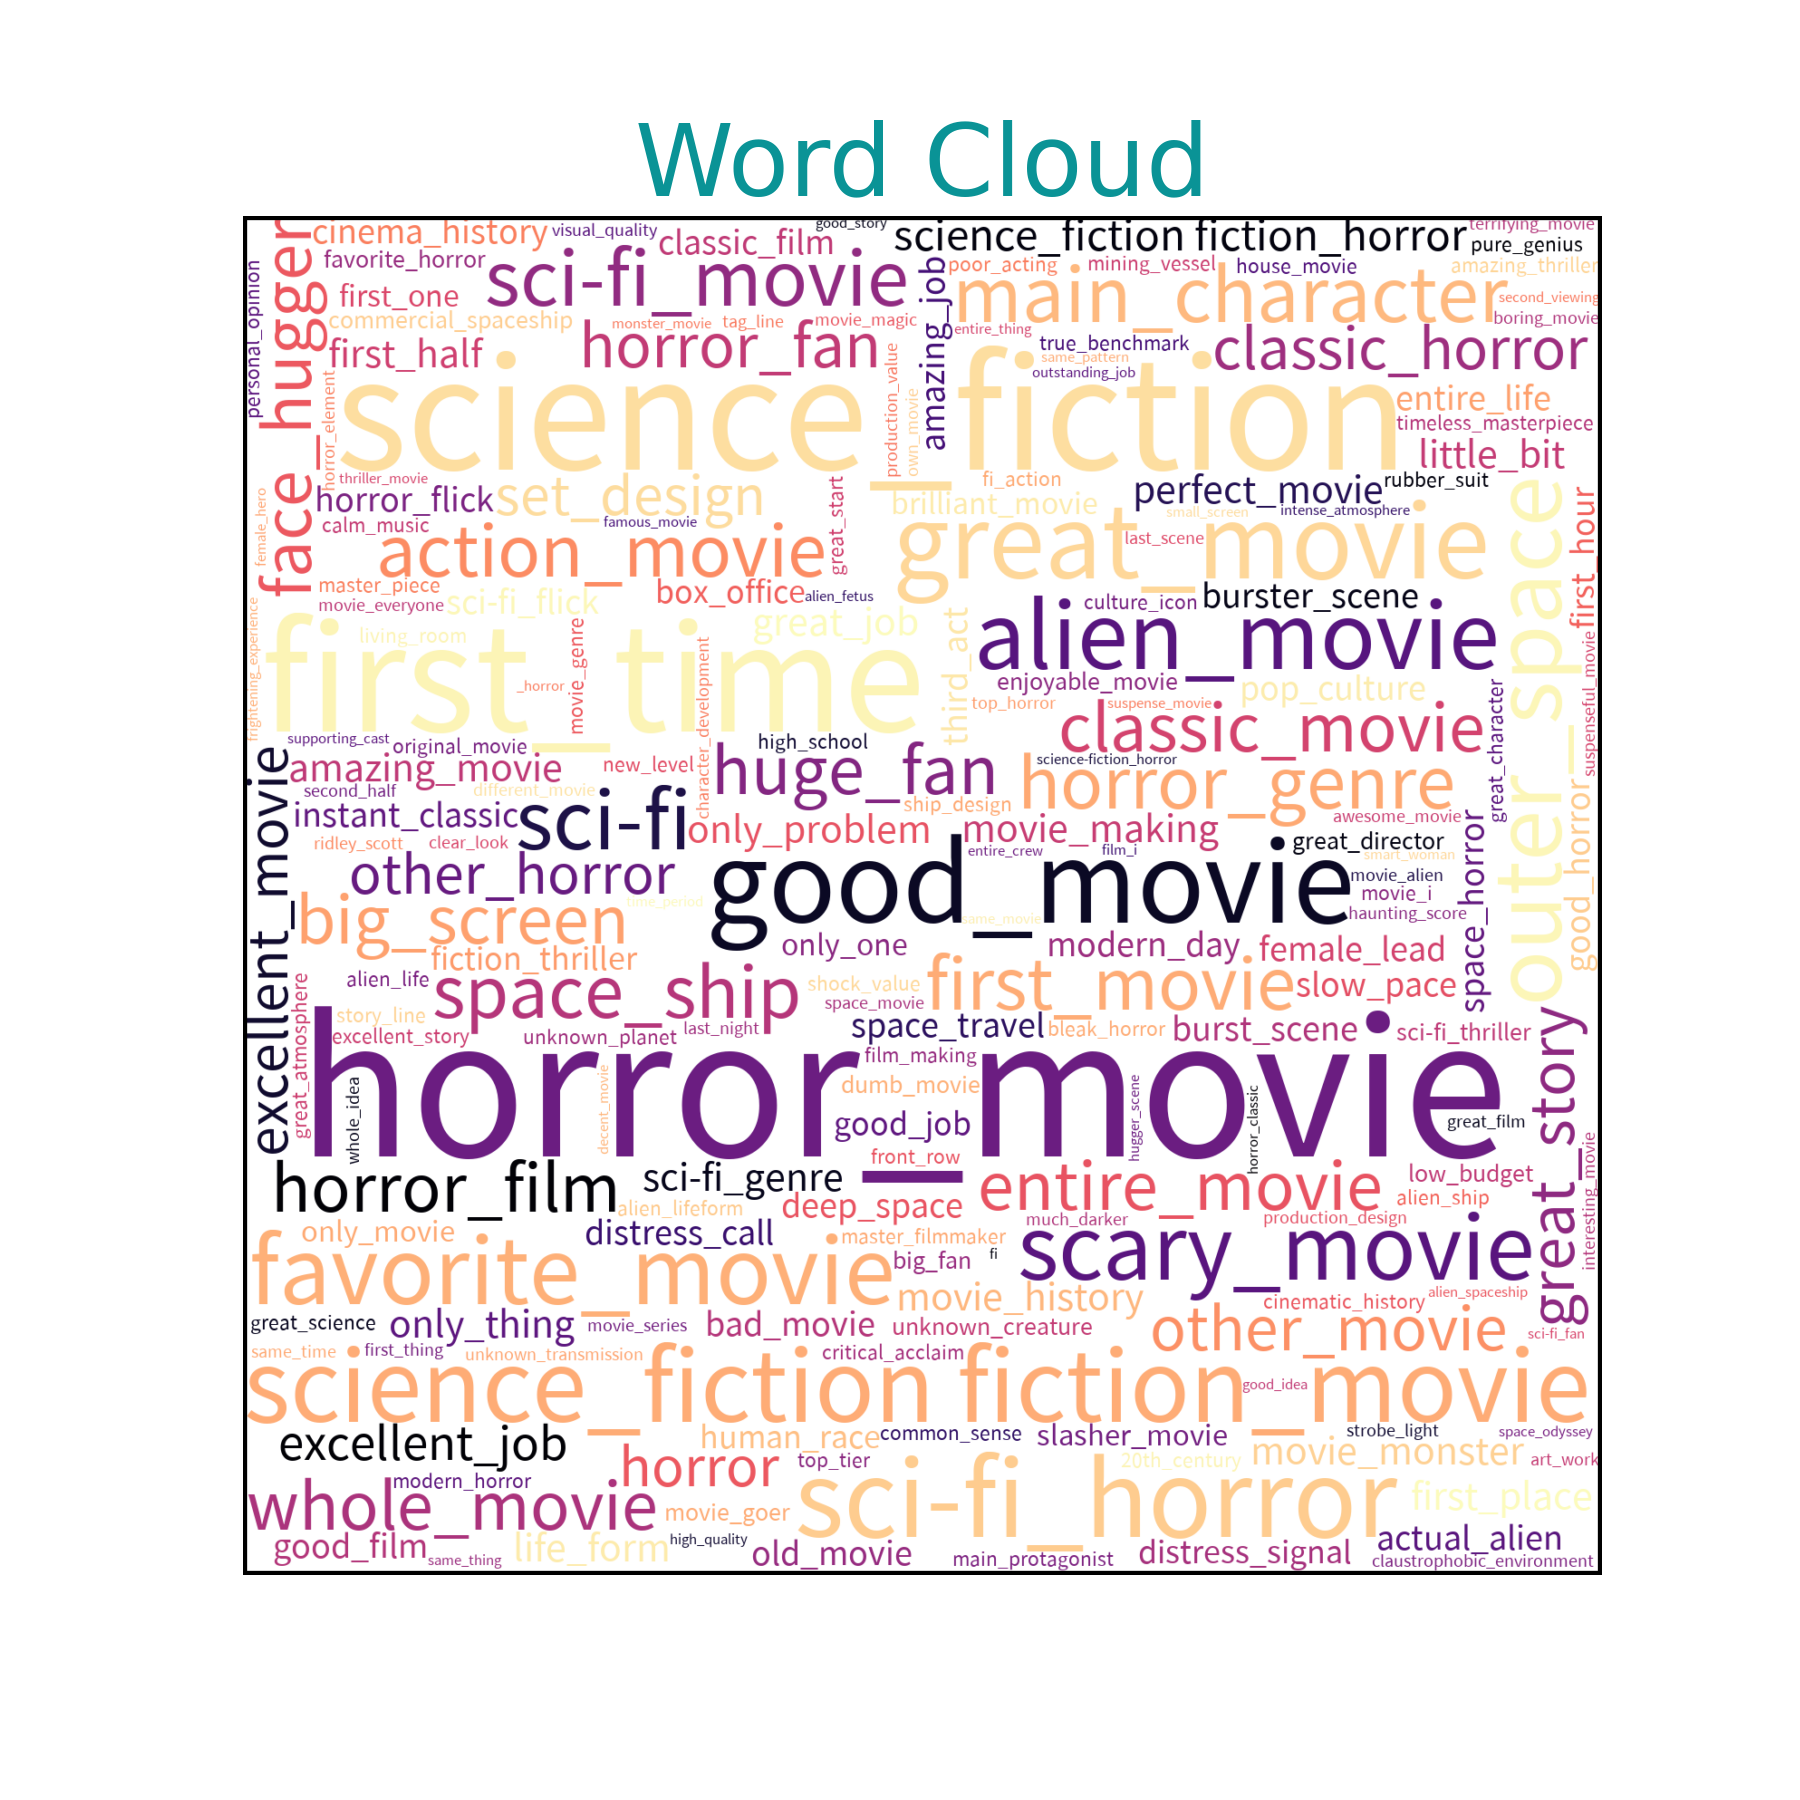 Word Cloud
cinema_history visual_quality good_story classic_film science_fiction fiction_horror terrifying_movie pure_genius
face_hugger favorite_horror sci-fi_movie poor_acting mining_vessel house_movie amazing_thriller
personal_opinion first_one main_character second_viewing
commercial_spaceship monster_movie tag_line movie_magic amazing_job entire_thing boring_movie
first_half horror_fan true_benchmark same_pattern outstanding_job classic_horror
horror_element science_fiction production_value own_movie entire_life
timeless_masterpiece
little_bit
thriller_movie fi_action rubber_suit
female_hero horror_flick set_design great_start brilliant_movie perfect_movie small_screen intense_atmosphere outer_space first_hour
calm_music famous_movie
action_movie great_movie last_scene
master_piece box_office alien_fetus burster_scene
movie_everyone sci-fi_flick culture_icon
frightening_experience living_room great_job third_act alien_movie suspenseful_movie
first_time _horror movie_genre character_development enjoyable_movie pop_culture
top_horror suspense_movie great_character
supporting_cast original_movie high_school classic_movie
excellent_movie amazing_movie new_level huge_fan science-fiction_horror
second_half different_movie ship_design horror_genre good_horror
instant_classic sci-fi only_problem movie_making awesome_movie space_horror
ridley_scott clear_look entire_crew film_i great_director smart_woman
other_horror good_movie movie_alien
time_period movie_i
big_screen same_movie haunting_score
only_one modern_day female_lead
fiction_thriller
alien_life space_ship shock_value first_movie slow_pace
great_atmosphere space_movie
story_line space_travel bleak_horror burst_scene sci-fi_thriller great_story
excellent_story unknown_planet last_night
horror_movie film_making
whole_idea decent_movie dumb_movie hugger_scene horror_classic
good_job great_film
front_row interesting_movie
horror_film sci-fi_genre entire_movie low_budget
alien_lifeform deep_space alien_ship
only_movie distress_call much_darker production_design
favorite_movie master_filmmaker scary_movie
big_fan fi
movie_history cinematic_history alien_spaceship
great_science only_thing movie_series bad_movie unknown_creature other_movie sci-fi_fan
same_time first_thing unknown_transmission critical_acclaim
science_fiction fiction_movie good_idea
excellent_job human_race common_sense slasher_movie strobe_light space_odyssey
horror top_tier 20th_century movie_monster art_work
modern_horror
whole_movie movie_goer sci-fi_horror first_place
good_film same_thing life_form high_quality old_movie main_protagonist distress_signal actual_alien
claustrophobic_environment